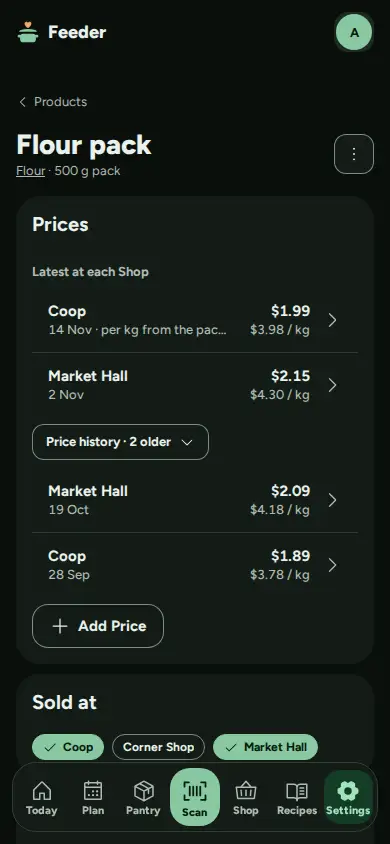 Feeder
A
Products
Flour pack
Flour · 500 g pack
Prices
Latest at each Shop
Coop $1.99
14 Nov · per kg from the pac... $3.98 / kg
Market Hall $2.15
2 Nov $4.30 / kg
Price history · 2 older
Market Hall $2.09
19 Oct $4.18 / kg
Coop $1.89
28 Sep $3.78 / kg
Add Price
Sold at
Coop Corner Shop Market Hall
Today Plan Pantry Scan Shop Recipes Settings